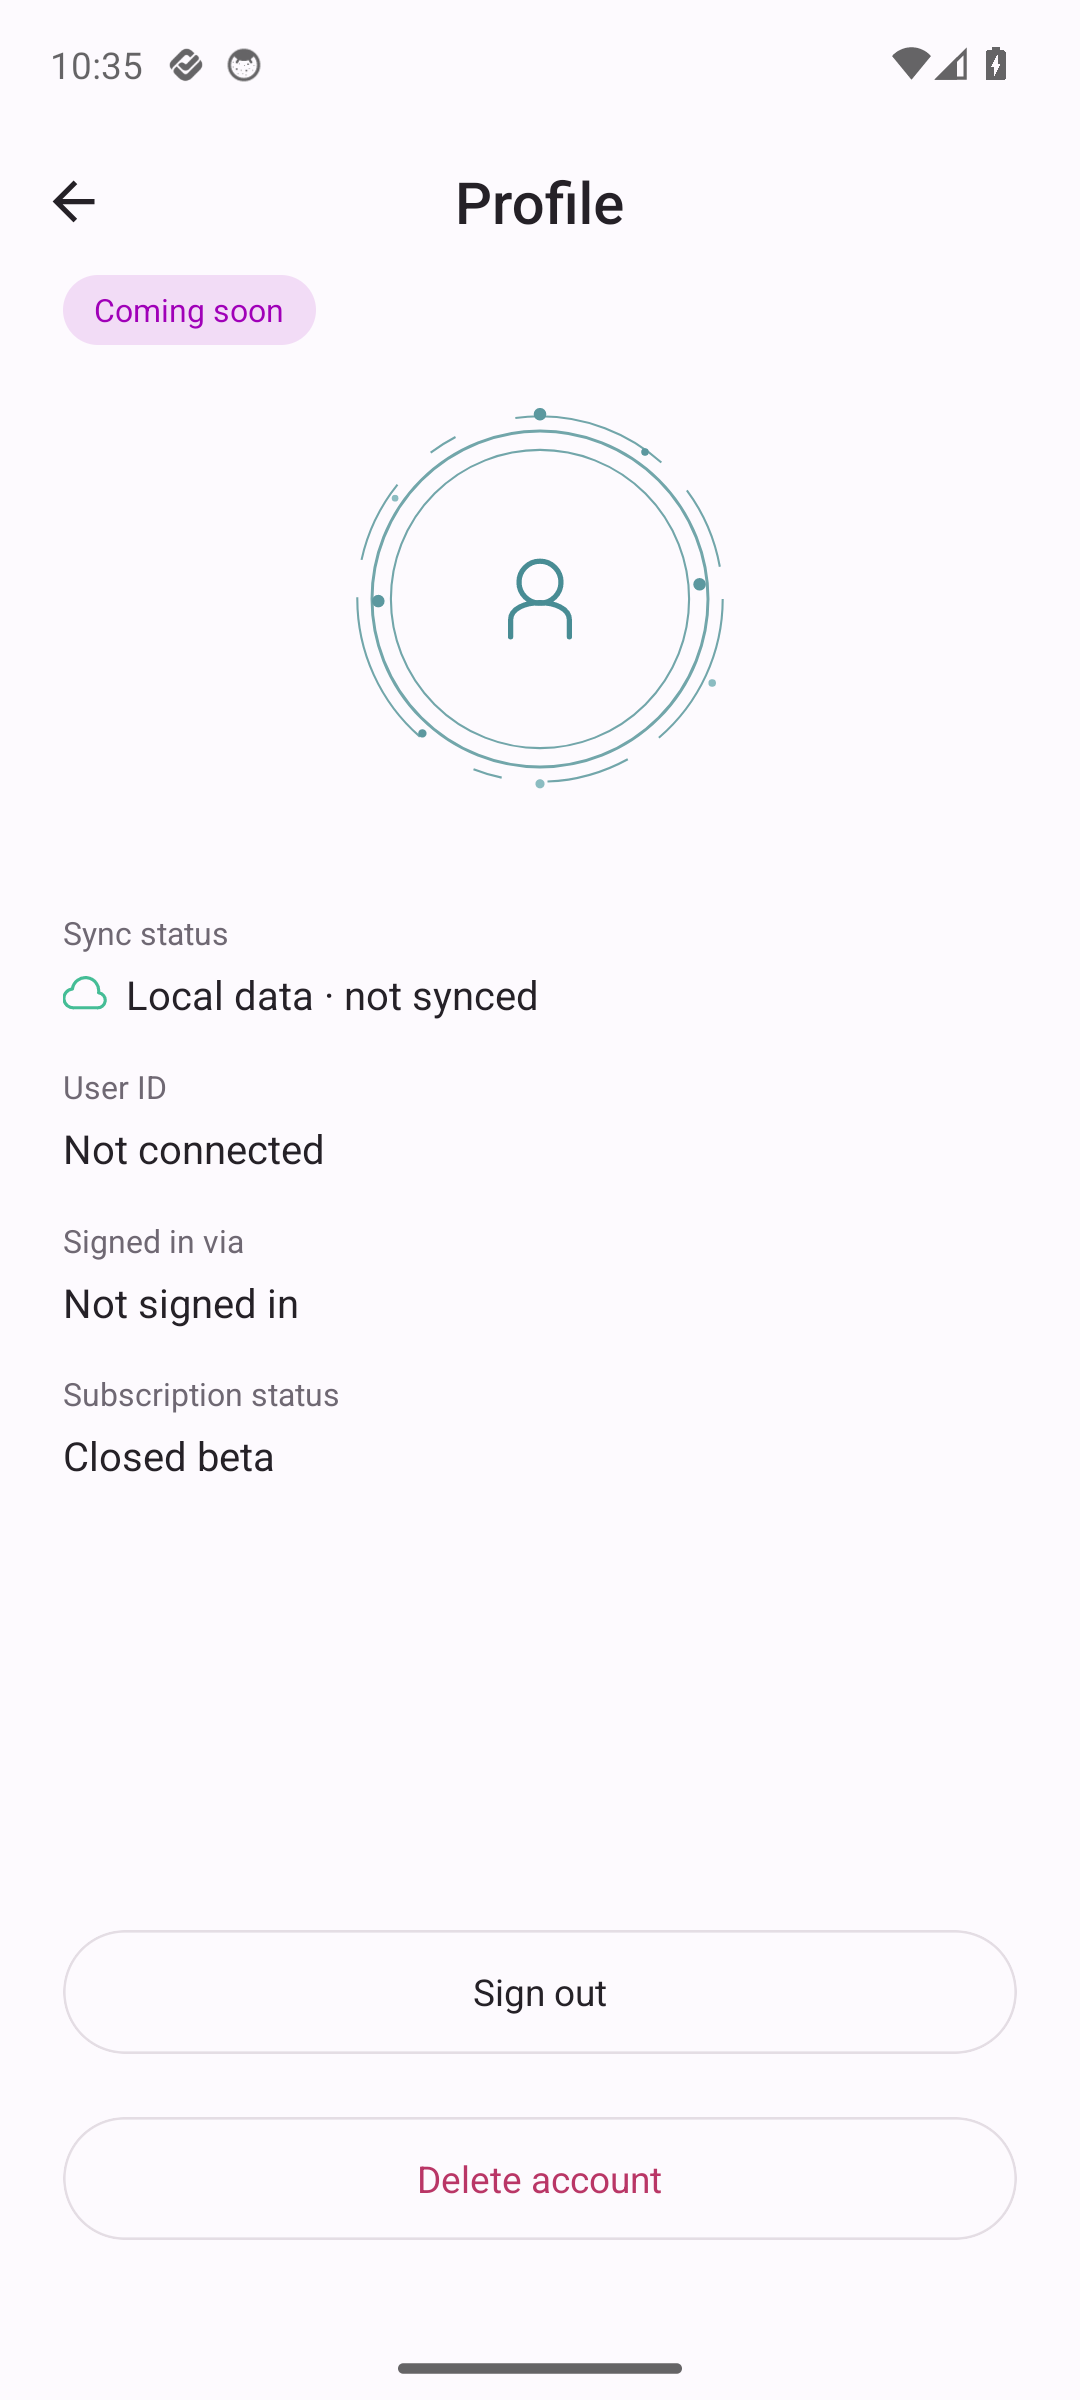 10:35
Profile
Coming soon
Sync status
Local data · not synced
User ID
Not connected
Signed in via
Not signed in
Subscription status
Closed beta
Sign out
Delete account